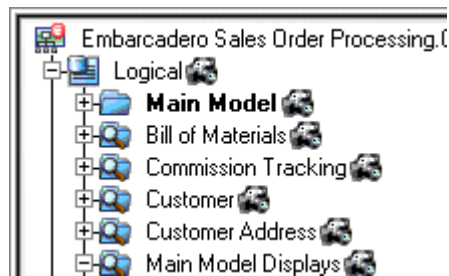 Embarcadero Sales Order Processing.
Logical
Main Model
Bill of Materials
Commission Tracking
Customer
Customer Address
Main Model Displays